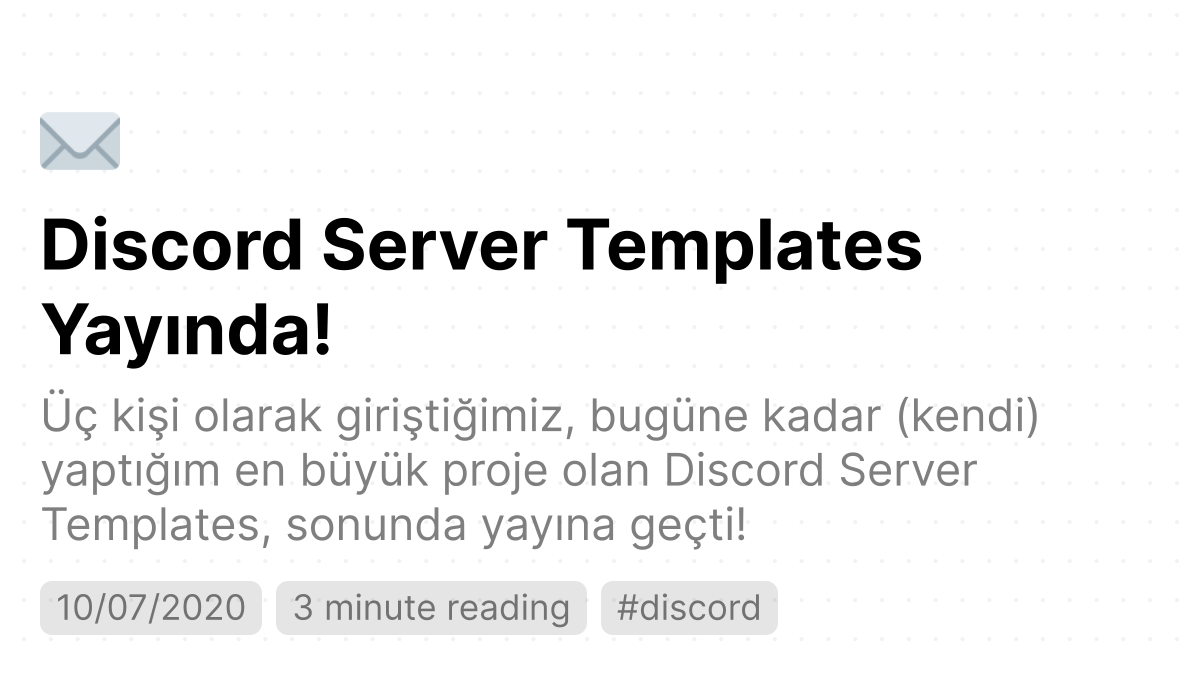 Discord Server Templates
Yayında!
Üç kişi olarak giriştiğimiz, bugüne kadar (kendi)
yaptığım en büyük proje olan Discord Server
Templates, sonunda yayına geçti!
10/07/2020 3 minute reading #discord